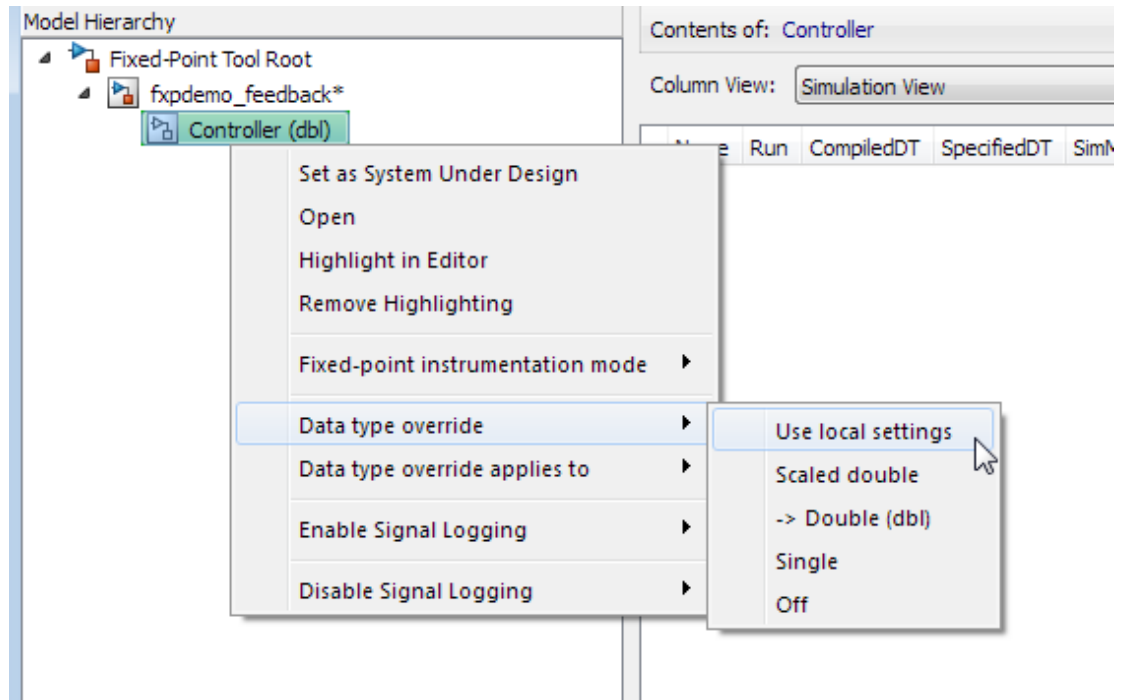 Model Hierarchy
Fixed-Point Tool Root
fxpdemo_feedback*
Controller (dbl)
Contents of: Controller
Column View: Simulation View
Run CompiledDT SpecifiedDT
Set as System Under Design
Open
Highlight in Editor
Remove Highlighting
Fixed-point instrumentation mode
Data type override
Data type override applies to
Enable Signal Logging
Disable Signal Logging
Use local settings
Scaled double
-> Double (dbl)
Single
Off